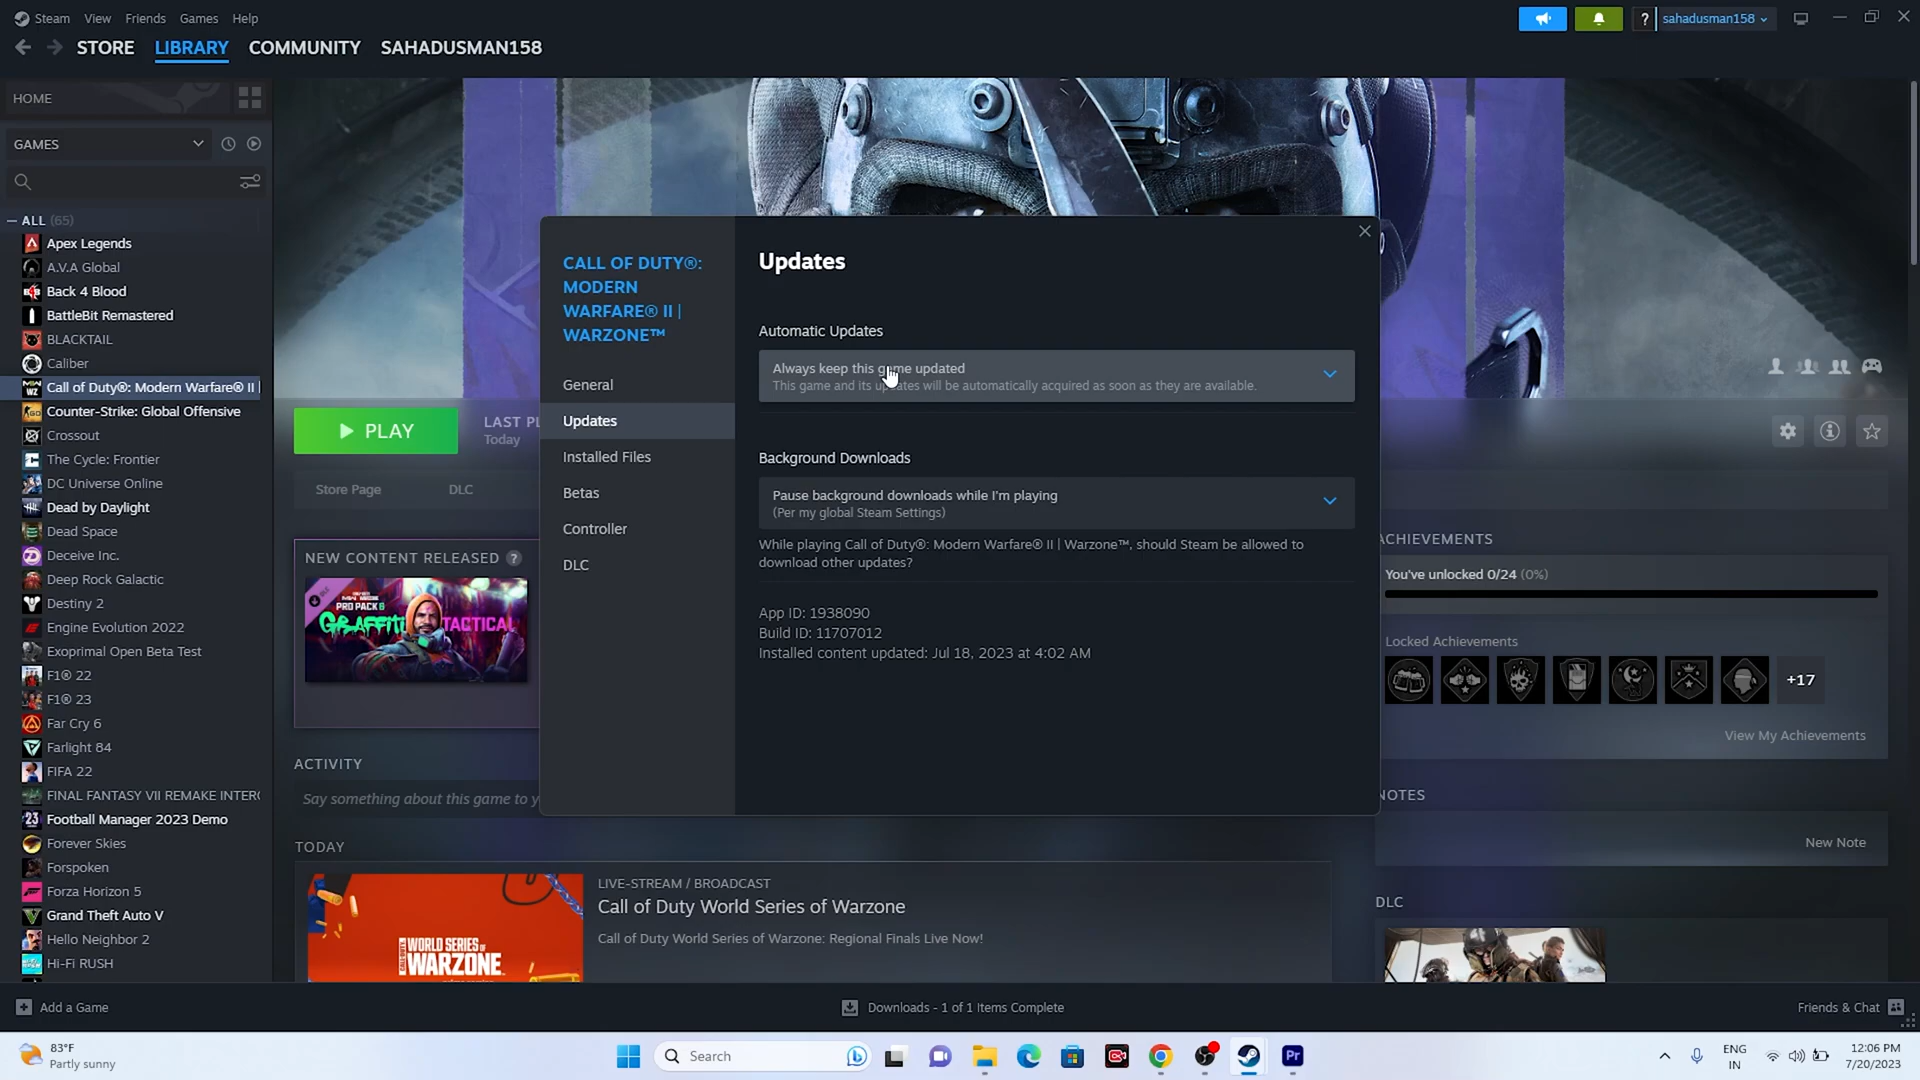 Steam View Friends Games Help
? sahadusman158
STORE LIBRARY COMMUNITY SAHADUSMAN158
HOME
GAMES
— ALL (65)
Apex Legends
A.V.A Global
Back 4 Blood
BattleBit Remastered
BLACKTAIL
Caliber
Call of Duty®: Modern Warfare® II |
Counter-Strike: Global Offensive
Crossout
The Cycle: Frontier
DC Universe Online
Dead by Daylight
Dead Space
Deceive Inc.
Deep Rock Galactic
Destiny 2
Engine Evolution 2022
Exoprimal Open Beta Test
F1® 22
F1® 23
Far Cry 6
Farlight 84
FIFA 22
FINAL FANTASY VII REMAKE INTERG
Football Manager 2023 Demo
Forever Skies
Forspoken
Forza Horizon 5
Grand Theft Auto V
Hello Neighbor 2
Hi-Fi RUSH
PLAY
LAST PL
Today
Store Page DLC
NEW CONTENT RELEASED ?
PRO PACK 6
GRAFFITI TACTICAL
ACTIVITY
Say something about this game to y
TODAY
WORLD SERIES OF
WARZONE
LIVE-STREAM / BROADCAST
Call of Duty World Series of Warzone
Call of Duty World Series of Warzone: Regional Finals Live Now!
CALL OF DUTY®:
MODERN
WARFARE® II |
WARZONE™
General
Updates
Installed Files
Betas
Controller
DLC
Updates
Automatic Updates
Always keep this game updated
This game and its updates will be automatically acquired as soon as they are available.
Background Downloads
Pause background downloads while I'm playing
(Per my global Steam Settings)
While playing Call of Duty®: Modern Warfare® II | Warzone™, should Steam be allowed to
download other updates?
App ID: 1938090
Build ID: 11707012
Installed content updated: Jul 18, 2023 at 4:02 AM
ACHIEVEMENTS
You've unlocked 0/24 (0%)
Locked Achievements
+17
View My Achievements
NOTES
New Note
DLC
Add a Game
Downloads - 1 of 1 Items Complete
Friends & Chat
83°F
Partly sunny
Search
Pr
ENG
IN
12:06 PM
7/20/2023